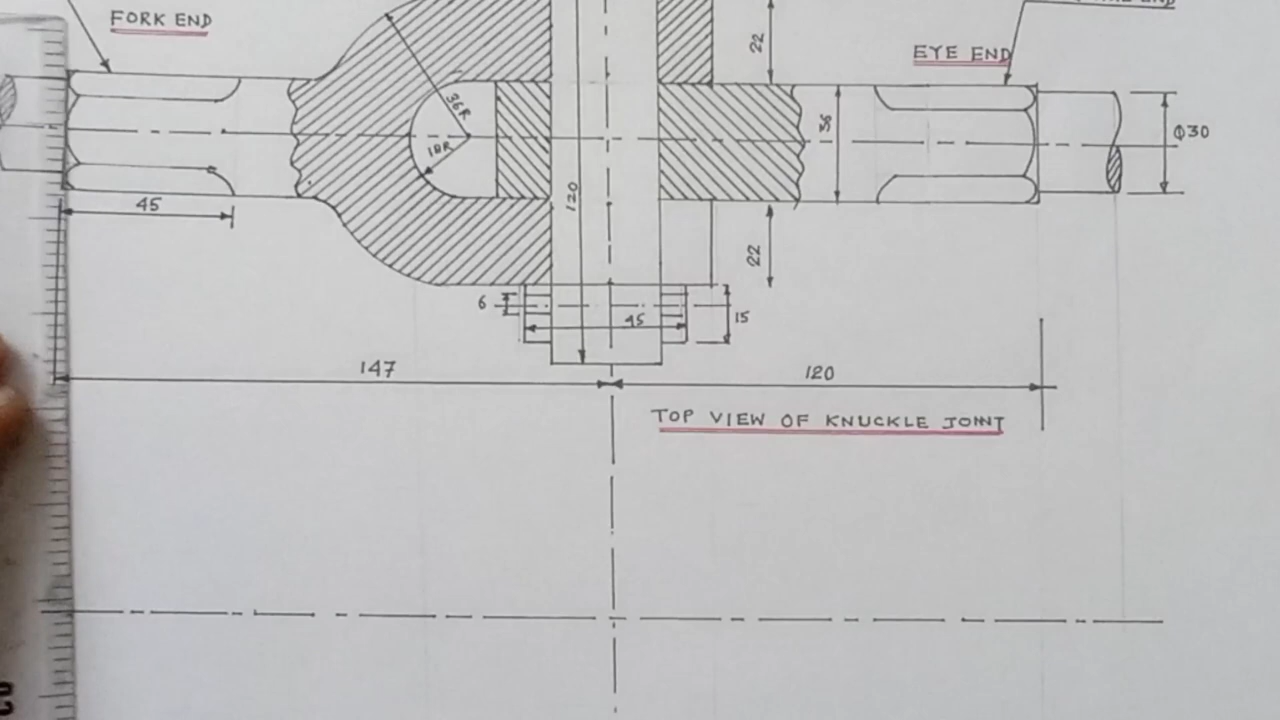 FORK END
22
EYE END
36R
36
Φ30
18R
45
120
22
6
45
15
147
120
TOP VIEW OF KNUCKLE JOINT